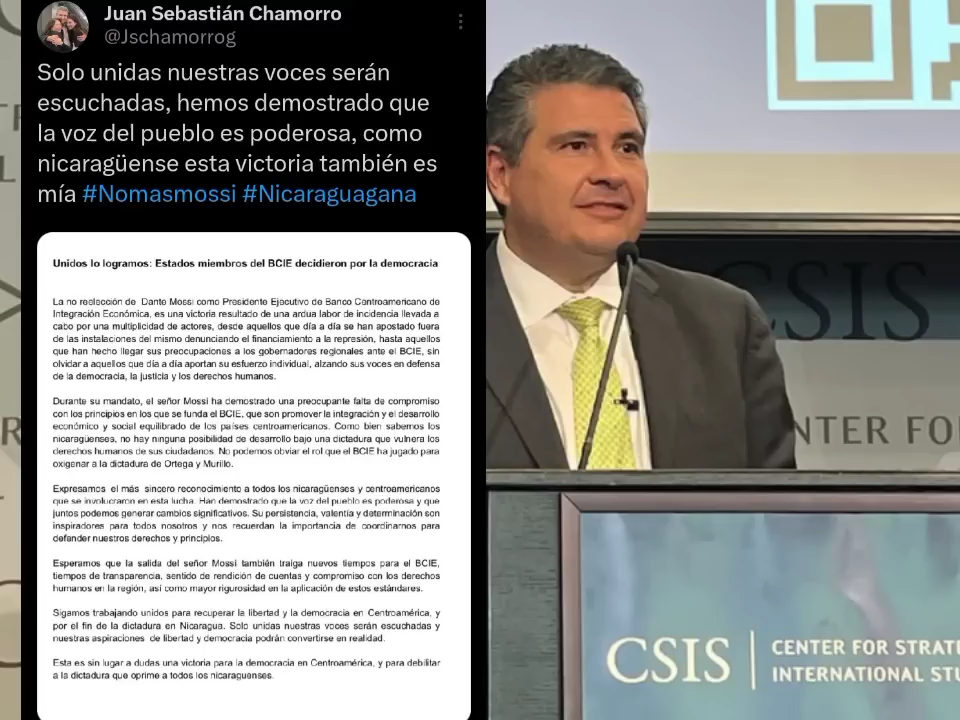 Juan Sebastián Chamorro
@Jschamorrog
Solo unidas nuestras voces serán
escuchadas, hemos demostrado que
la voz del pueblo es poderosa, como
nicaragüense esta victoria también es
mía #Nomasmossi #Nicaraguagana
Unidos lo logramos: Estados miembros del BCIE decidieron por la democracia
La no reelección de Dante Mossi como Presidente Ejecutivo de Banco Centroamericano de
Integración Económica, es una victoria resultado de una ardua labor de incidencia llevada a
cabo por una multiplicidad de actores, desde aquellos que día a día se han apostado fuera
de las instalaciones del mismo denunciando el financiamiento a la represión, hasta aquellos
que han hecho llegar sus preocupaciones a los gobernadores regionales ante el BCIE, sin
olvidar a aquellos que día a día aportan su esfuerzo individual, alzando sus voces en defensa
de la democracia, la justicia y los derechos humanos.
Durante su mandato, el señor Mossi ha demostrado una preocupante falta de compromiso
con los principios en los que se funda el BCIE, que son promover la integración y el desarrollo
económico y social equilibrado de los países centroamericanos. Como bien sabemos los
nicaragüenses, no hay ninguna posibilidad de desarrollo bajo una dictadura que vulnera los
derechos humanos de sus ciudadanos. No podemos obviar el rol que el BCIE ha jugado para
oxigenar a la dictadura de Ortega y Murillo.
Expresamos el más sincero reconocimiento a todos los nicaragüenses y centroamericanos
que se involucraron en esta lucha. Han demostrado que la voz del pueblo es poderosa y que
juntos podemos generar cambios significativos. Su persistencia, valentía y determinación son
inspiradores para todos nosotros y nos recuerdan la importancia de coordinarnos para
defender nuestros derechos y principios.
Esperamos que la salida del señor Mossi también traiga nuevos tiempos para el BCIE,
tiempos de transparencia, sentido de rendición de cuentas y compromiso con los derechos
humanos en la región, así como mayor rigurosidad en la aplicación de estos estándares.
Sigamos trabajando unidos para recuperar la libertad y la democracia en Centroamérica, y
por el fin de la dictadura en Nicaragua. Solo unidas nuestras voces serán escuchadas y
nuestras aspiraciones de libertad y democracia podrán convertirse en realidad.
Esta es sin lugar a dudas una victoria para la democracia en Centroamérica, y para debilitar
a la dictadura que oprime a todos los nicaraguenses.
CSIS
NTER FO
CSIS
CENTER FOR STRATE
INTERNATIONAL STU